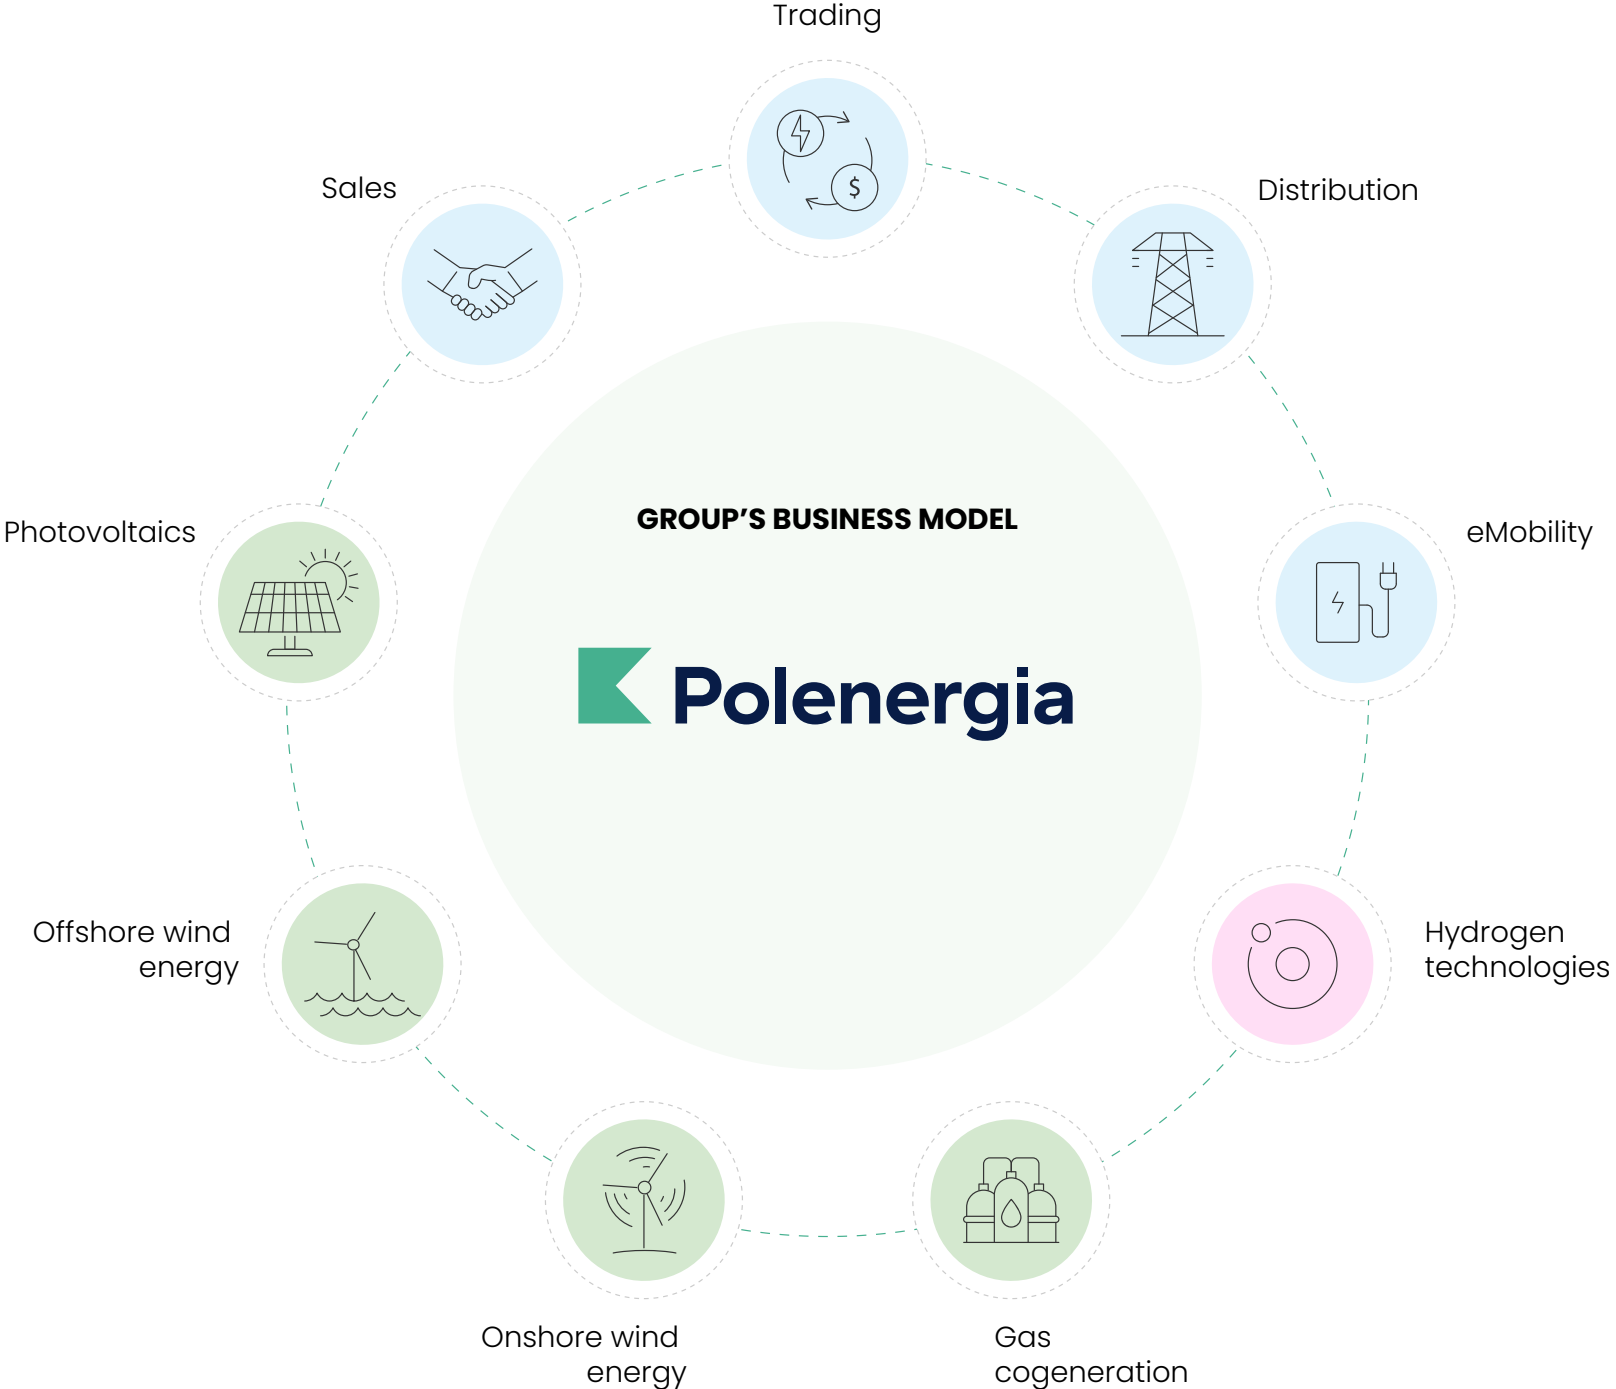 Trading
Sales
Distribution
$
GROUP’S BUSINESS MODEL
Photovoltaics
eMobility
Polenergia
Offshore wind
energy
Hydrogen
technologies
Onshore wind
energy
Gas
cogeneration